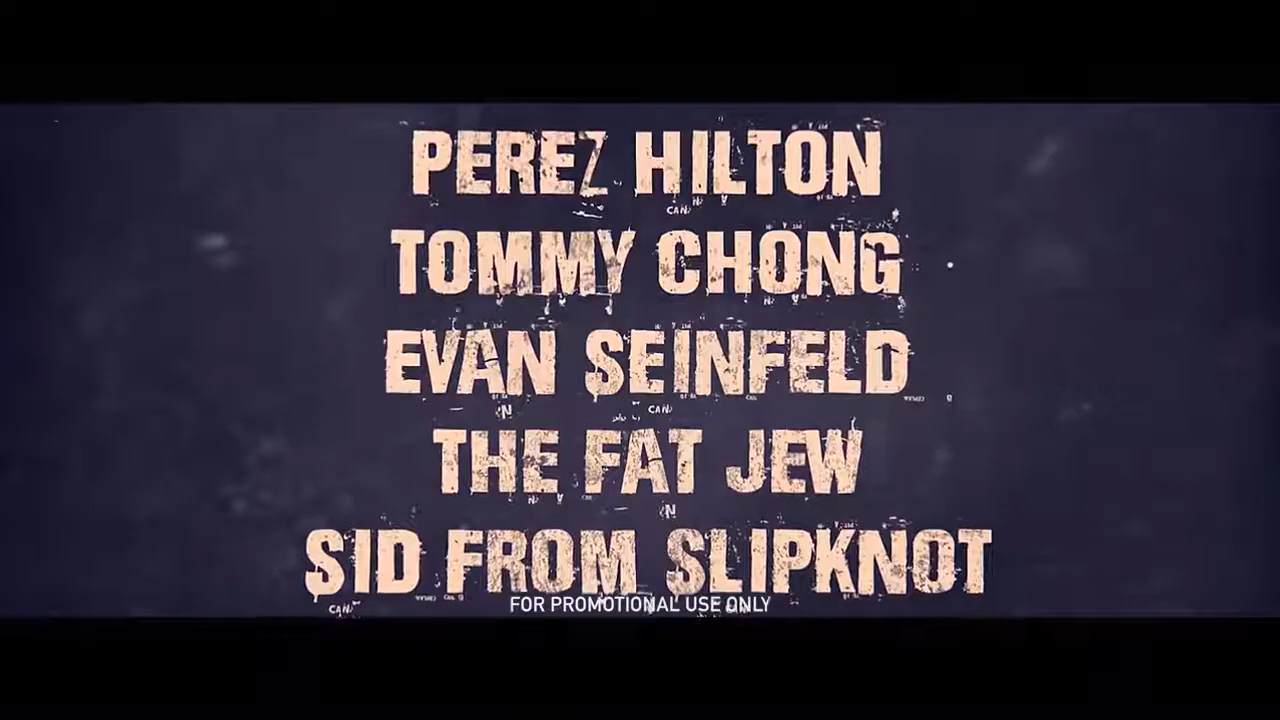 PEREZ HILTON
TOMMY CHONG
EVAN SEINFELD
THE FAT JEW
SID FROM SLIPKNOT
FOR PROMOTIONAL USE ONLY